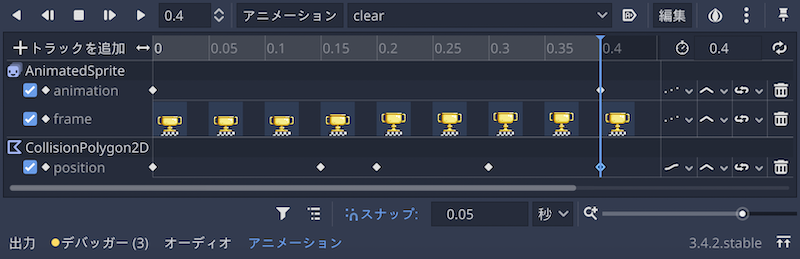 0.4 アニメーション clear 編集
トラックを追加 0 0.05 0.1 0.15 0.2 0.25 0.3 0.35 0.4 0.4
AnimatedSprite
animation
frame
CollisionPolygon2D
position
スナップ: 0.05 秒
出力 デバッガー (3) オーディオ アニメーション 3.4.2.stable